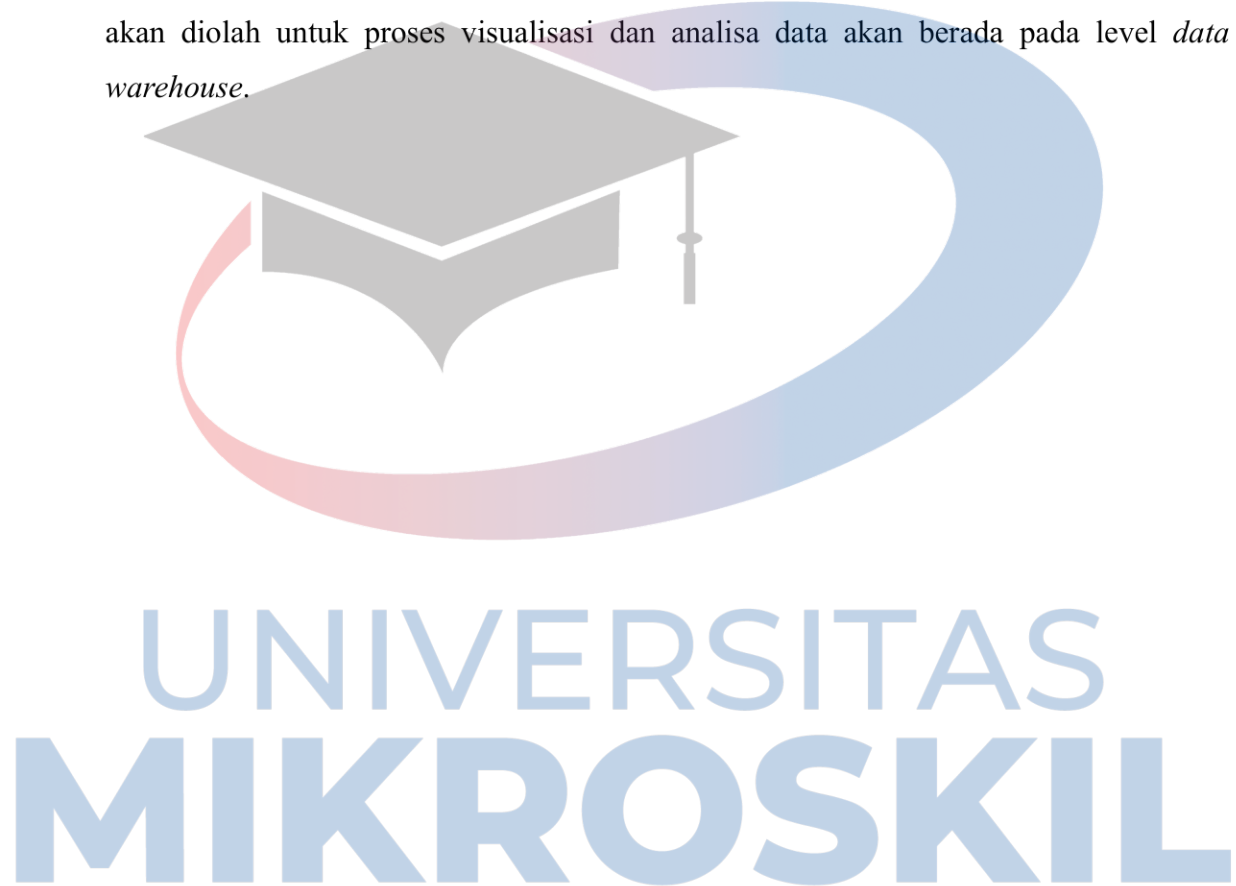 akan diolah untuk proses visualisasi dan analisa data akan berada pada level data
warehouse.
UNIVERSITAS
MIKROSKIL